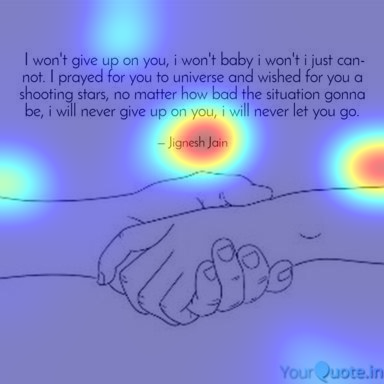 I won't give up on you, i won't baby i won't i just can-
not. I prayed for you to universe and wished for you a
shooting stars, no matter how bad the situation gonna
be, i will never give up on you, i will never let you go.
– Jignesh Jain
YourQuote.in